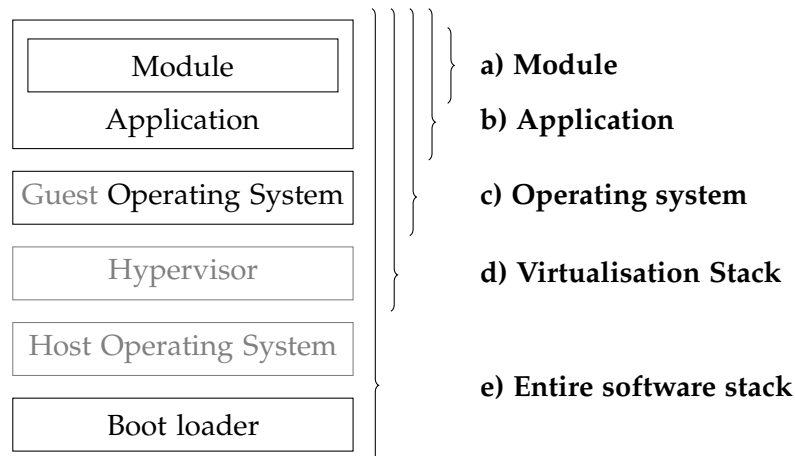 Module
a) Module
Application
b) Application
Guest Operating System
c) Operating system
Hypervisor
d) Virtualisation Stack
Host Operating System
e) Entire software stack
Boot loader